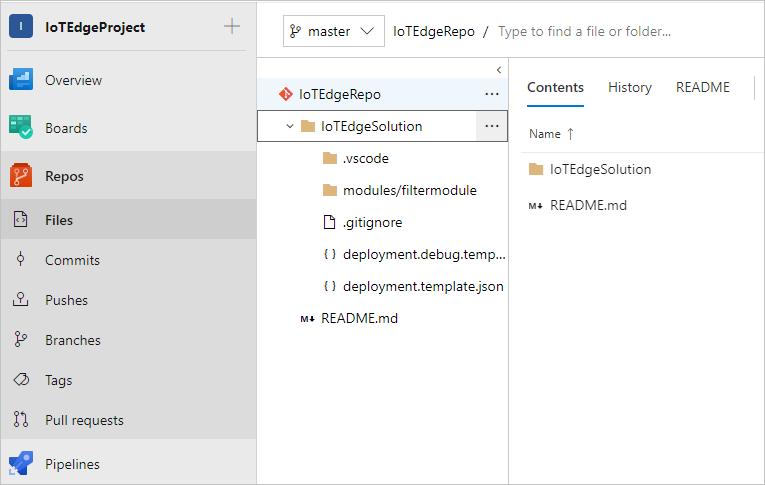 I IoTEdgeProject
Overview
Boards
Repos
Files
Commits
Pushes
Branches
Tags
Pull requests
Pipelines
master IoTEdgeRepo / Type to find a file or folder...
IoTEdgeRepo
IoTEdgeSolution
.vscode
modules/filtermodule
.gitignore
{ } deployment.debug.temp...
{ } deployment.template.json
M↓ README.md
Contents History README
Name ↑
IoTEdgeSolution
M↓ README.md